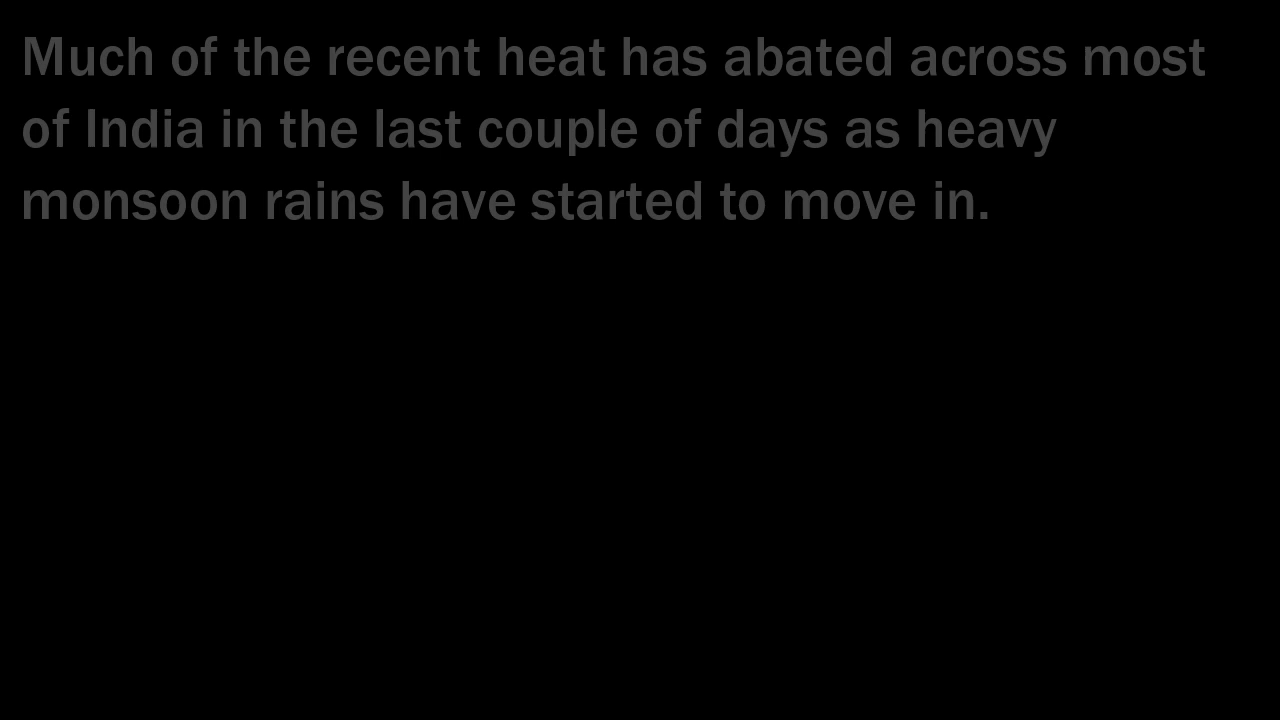 Much of the recent heat has abated across most
of India in the last couple of days as heavy
monsoon rains have started to move in.